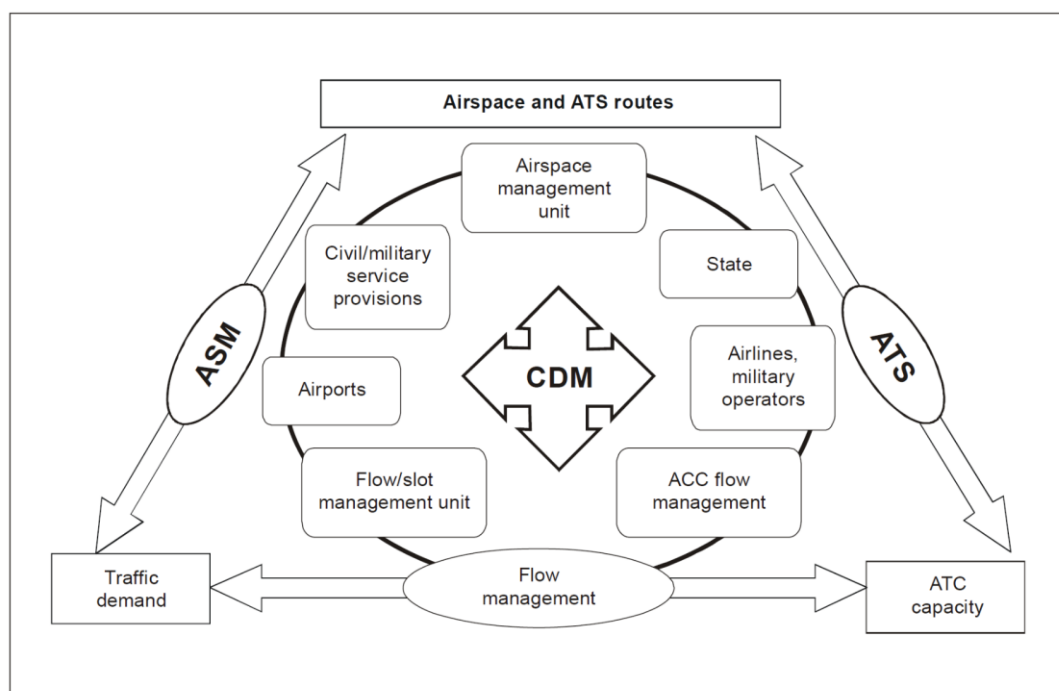 Airspace and ATS routes
Airspace
management
unit
Civil/military
service
provisions
State
ASM
CDM
ATS
Airports
Airlines,
military
operators
Flow/slot
management unit
ACC flow
management
Traffic
demand
Flow
management
ATC
capacity